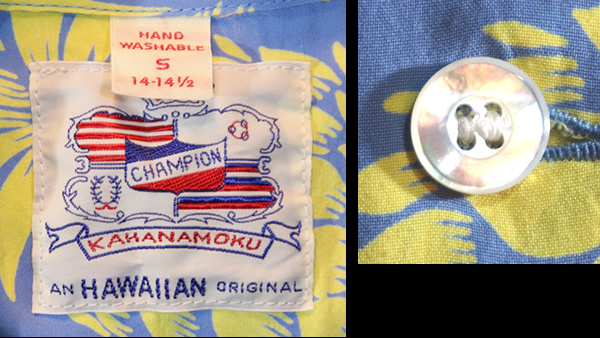 HAND
WASHABLE
S
14-14½
CHAMPION
KAHANAMOKU
AN HAWAIIAN ORIGINAL